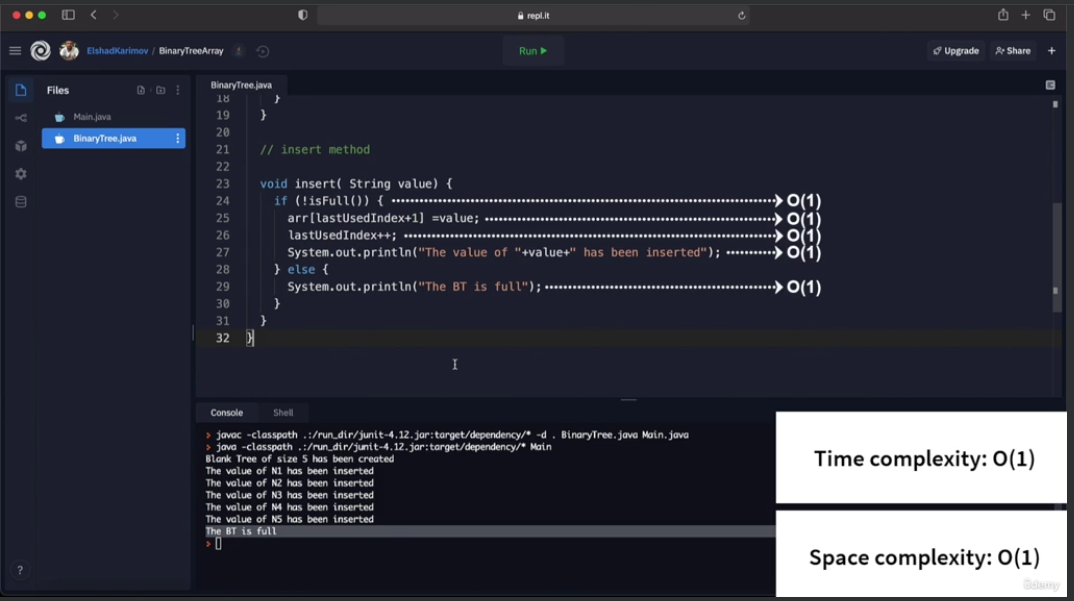 repl.it
ElshadKarimov / BinaryTreeArray
Run
Upgrade
Share
Files
Main.java
BinaryTree.java
BinaryTree.java
18 }
19 }
20
21 // insert method
22
23 void insert( String value) {
24 if (!isFull()) { O(1)
25 arr[lastUsedIndex+1] =value; O(1)
26 lastUsedIndex++; O(1)
27 System.out.println("The value of "+value+" has been inserted"); O(1)
28 } else {
29 System.out.println("The BT is full"); O(1)
30 }
31 }
32 }
Console Shell
> javac -classpath .:/run_dir/junit-4.12.jar:target/dependency/* -d . BinaryTree.java Main.java
> java -classpath .:/run_dir/junit-4.12.jar:target/dependency/* Main
Blank Tree of size 5 has been created
The value of N1 has been inserted
The value of N2 has been inserted
The value of N3 has been inserted
The value of N4 has been inserted
The value of N5 has been inserted
The BT is full
>
Time complexity: O(1)
Space complexity: O(1)
?
Udemy